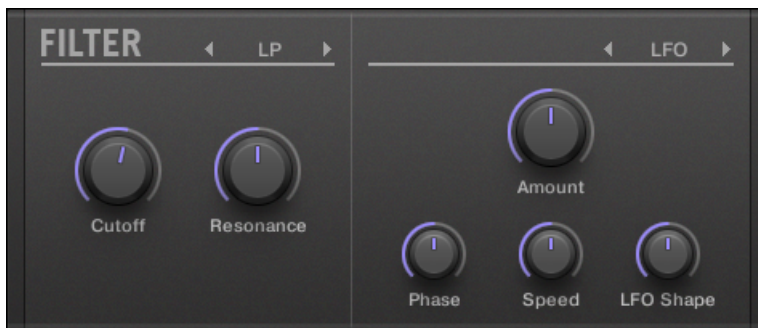 FILTER LP LFO
Amount
Cutoff Resonance
Phase Speed LFO Shape